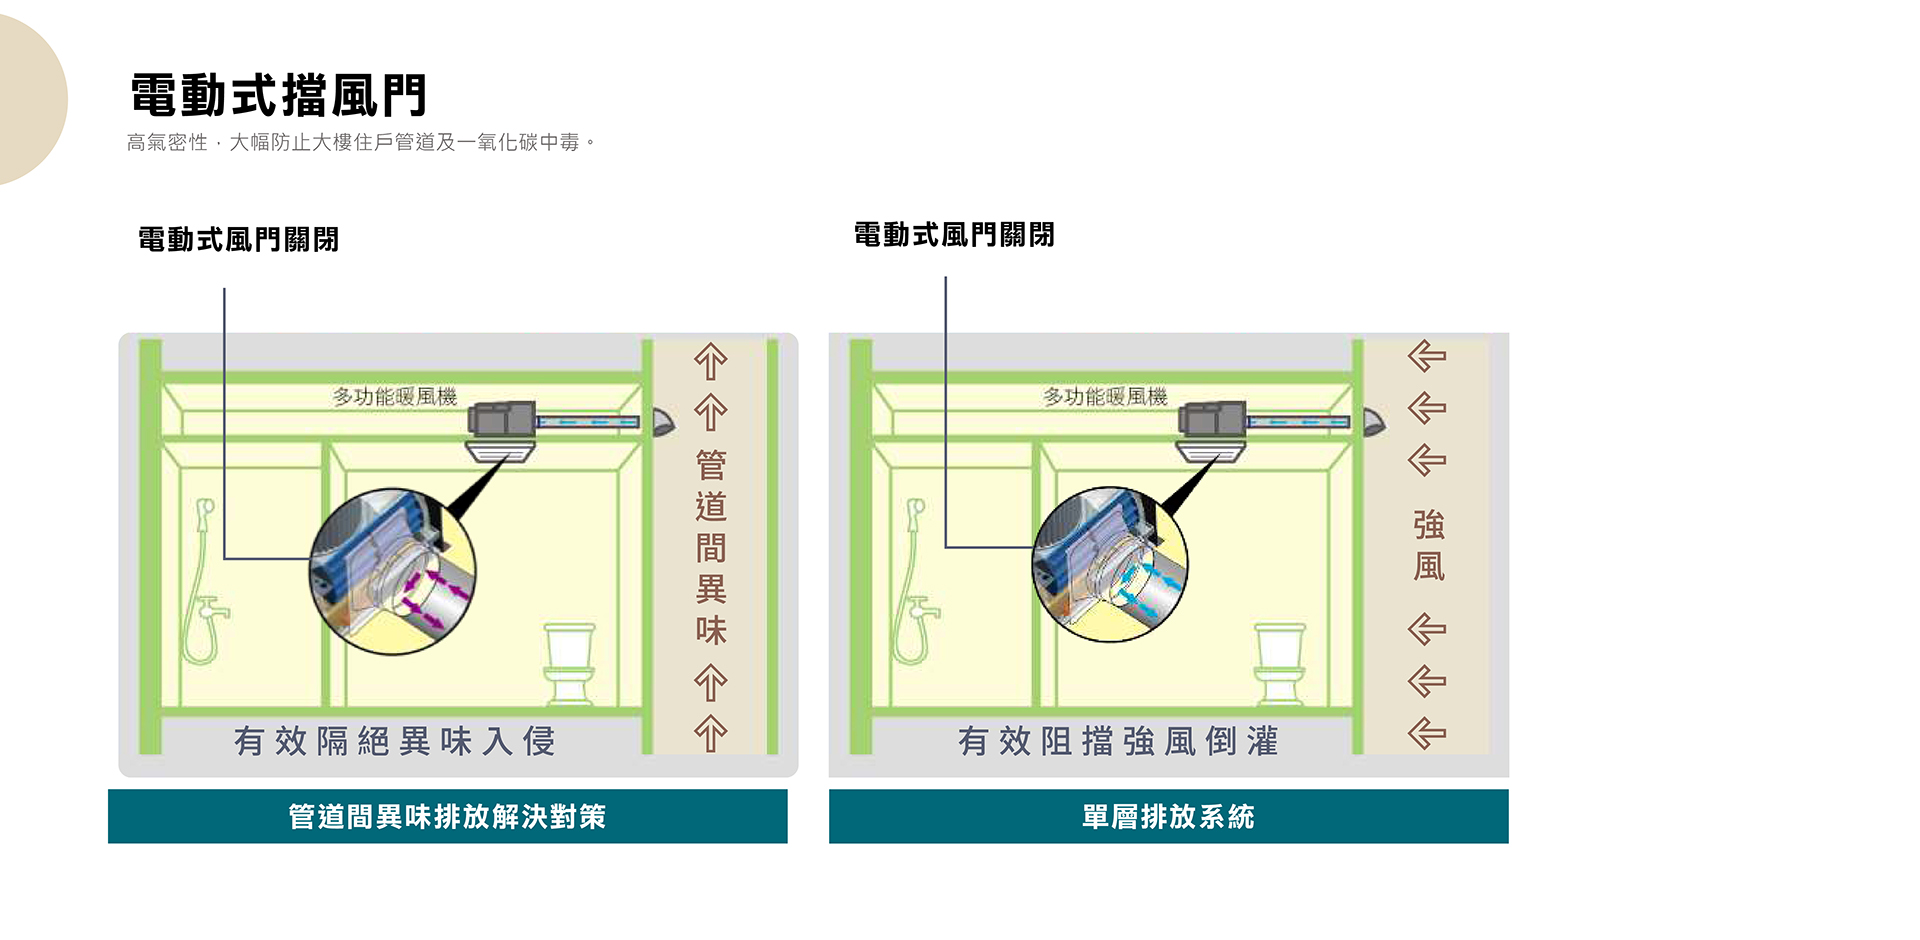 電動式擋風門
高氣密性，大幅防止大樓住戶管道及一氧化碳中毒。
電動式風門關閉
多功能暖風機
管道間異味
有效隔絕異味入侵
管道間異味排放解決對策
電動式風門關閉
多功能暖風機
強風
有效阻擋強風倒灌
單層排放系統